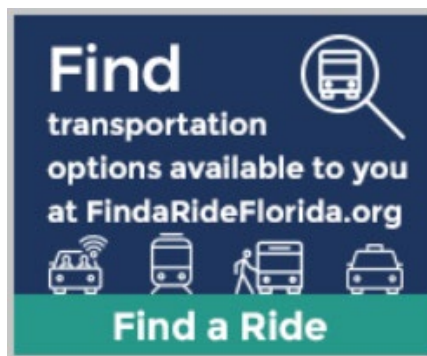 Find
transportation
options available to you
at FindaRideFlorida.org
Find a Ride